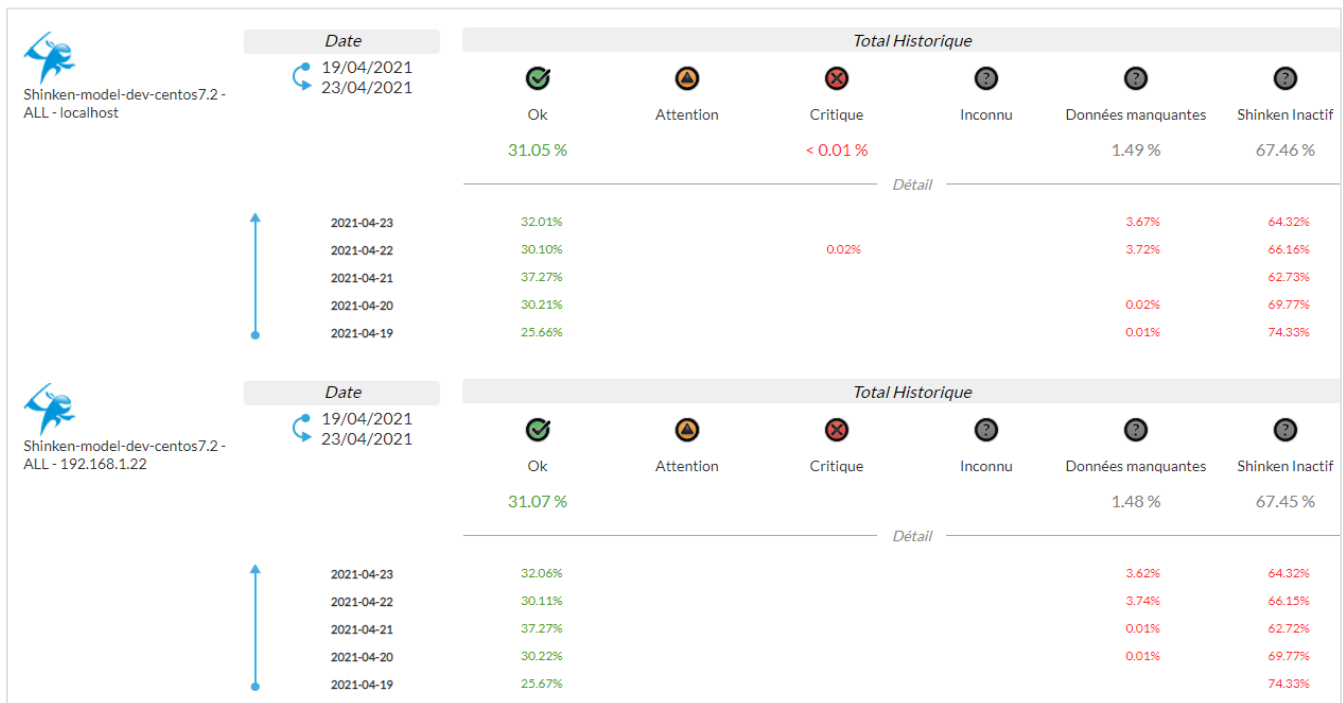 Date
Total Historique
Shinken-model-dev-centos7.2 -
ALL - localhost
19/04/2021
23/04/2021
Ok Attention Critique Inconnu Données manquantes Shinken Inactif
31.05 % < 0.01 % 1.49 % 67.46 %
Détail
2021-04-23 32.01% 3.67% 64.32%
2021-04-22 30.10% 0.02% 3.72% 66.16%
2021-04-21 37.27% 62.73%
2021-04-20 30.21% 0.02% 69.77%
2021-04-19 25.66% 0.01% 74.33%
Date
Total Historique
Shinken-model-dev-centos7.2 -
ALL - 192.168.1.22
19/04/2021
23/04/2021
Ok Attention Critique Inconnu Données manquantes Shinken Inactif
31.07 % 1.48 % 67.45 %
Détail
2021-04-23 32.06% 3.62% 64.32%
2021-04-22 30.11% 3.74% 66.15%
2021-04-21 37.27% 0.01% 62.72%
2021-04-20 30.22% 0.01% 69.77%
2021-04-19 25.67% 74.33%